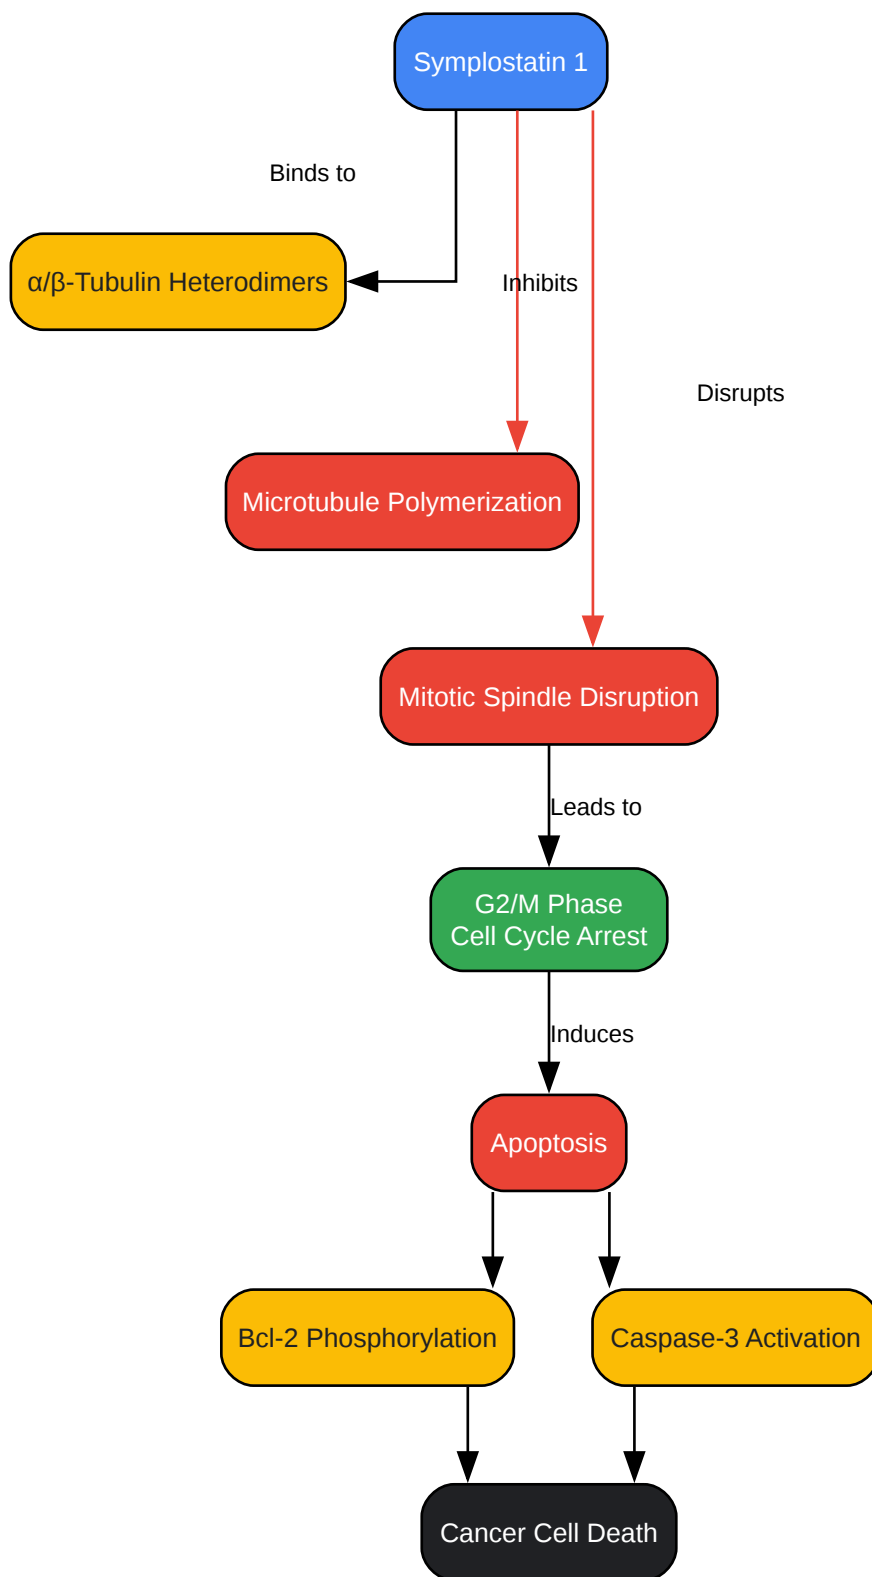 Symplostatin 1
Binds to
α/β-Tubulin Heterodimers
Inhibits
Disrupts
Microtubule Polymerization
Mitotic Spindle Disruption
Leads to
G2/M Phase
Cell Cycle Arrest
Induces
Apoptosis
Bcl-2 Phosphorylation
Caspase-3 Activation
Cancer Cell Death